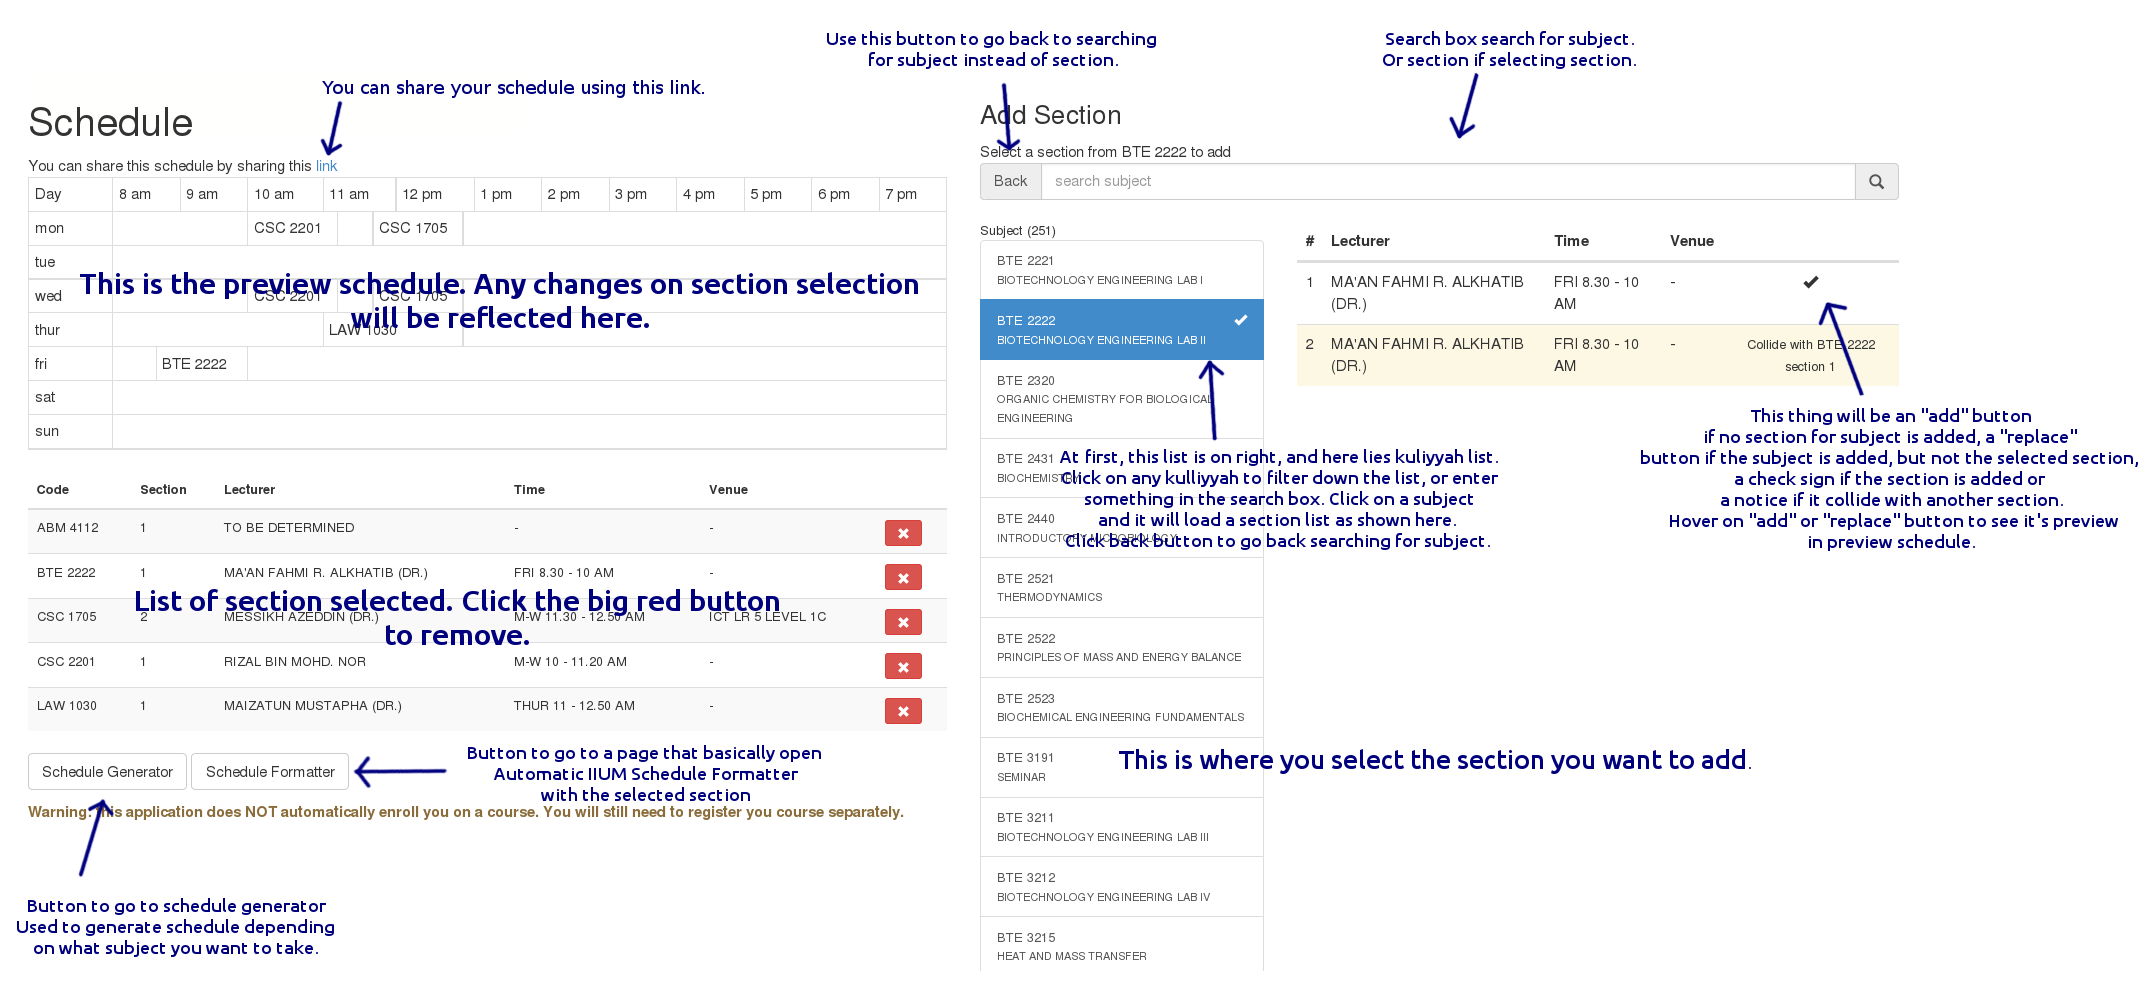 Use this button to go back to searching
for subject instead of section.
Search box search for subject.
Or section if selecting section.
You can share your schedule using this link.
Schedule
You can share this schedule by sharing this link
Day 8 am 9 am 10 am 11 am 12 pm 1 pm 2 pm 3 pm 4 pm 5 pm 6 pm 7 pm
mon CSC 2201 CSC 1705
tue
This is the preview schedule. Any changes on section selection
will be reflected here.
wed CSC 2201 CSC 1705
thur LAW 1030
fri BTE 2222
sat
sun
Code Section Lecturer Time Venue
ABM 4112 1 TO BE DETERMINED - -
BTE 2222 1 MA'AN FAHMI R. ALKHATIB (DR.) FRI 8.30 - 10 AM -
List of section selected. Click the big red button
to remove.
CSC 1705 2 MESSIKH AZEDDIN (DR.) M-W 11.30 - 12.50 AM ICT LR 5 LEVEL 1C
CSC 2201 1 RIZAL BIN MOHD. NOR M-W 10 - 11.20 AM -
LAW 1030 1 MAIZATUN MUSTAPHA (DR.) THUR 11 - 12.50 AM -
Schedule Generator Schedule Formatter
Button to go to a page that basically open
Automatic IIUM Schedule Formatter
with the selected section
Warning: This application does NOT automatically enroll you on a course. You will still need to register you course separately.
Button to go to schedule generator
Used to generate schedule depending
on what subject you want to take.
Add Section
Select a section from BTE 2222 to add
Back search subject
Subject (251)
BTE 2221
BIOTECHNOLOGY ENGINEERING LAB I
BTE 2222
BIOTECHNOLOGY ENGINEERING LAB II
BTE 2320
ORGANIC CHEMISTRY FOR BIOLOGICAL
ENGINEERING
BTE 2431
BIOCHEMISTRY
BTE 2440
INTRODUCTORY MICROBIOLOGY
BTE 2521
THERMODYNAMICS
BTE 2522
PRINCIPLES OF MASS AND ENERGY BALANCE
BTE 2523
BIOCHEMICAL ENGINEERING FUNDAMENTALS
BTE 3191
SEMINAR
BTE 3211
BIOTECHNOLOGY ENGINEERING LAB III
BTE 3212
BIOTECHNOLOGY ENGINEERING LAB IV
BTE 3215
HEAT AND MASS TRANSFER
# Lecturer Time Venue
1 MA'AN FAHMI R. ALKHATIB FRI 8.30 - 10 -
(DR.) AM
2 MA'AN FAHMI R. ALKHATIB FRI 8.30 - 10 - Collide with BTE 2222
(DR.) AM section 1
At first, this list is on right, and here lies kuliyyah list.
Click on any kulliyyah to filter down the list, or enter
something in the search box. Click on a subject
and it will load a section list as shown here.
Click back button to go back searching for subject.
This thing will be an "add" button
if no section for subject is added, a "replace"
button if the subject is added, but not the selected section,
a check sign if the section is added or
a notice if it collide with another section.
Hover on "add" or "replace" button to see it's preview
in preview schedule.
This is where you select the section you want to add.